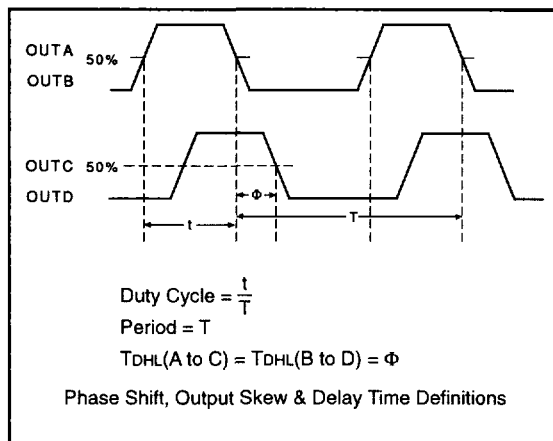 OUTA 50%
OUTB
OUTC 50%
OUTD
Φ
t
T
Duty Cycle = t/T
Period = T
TDHL(A to C) = TDHL(B to D) = Φ
Phase Shift, Output Skew & Delay Time Definitions